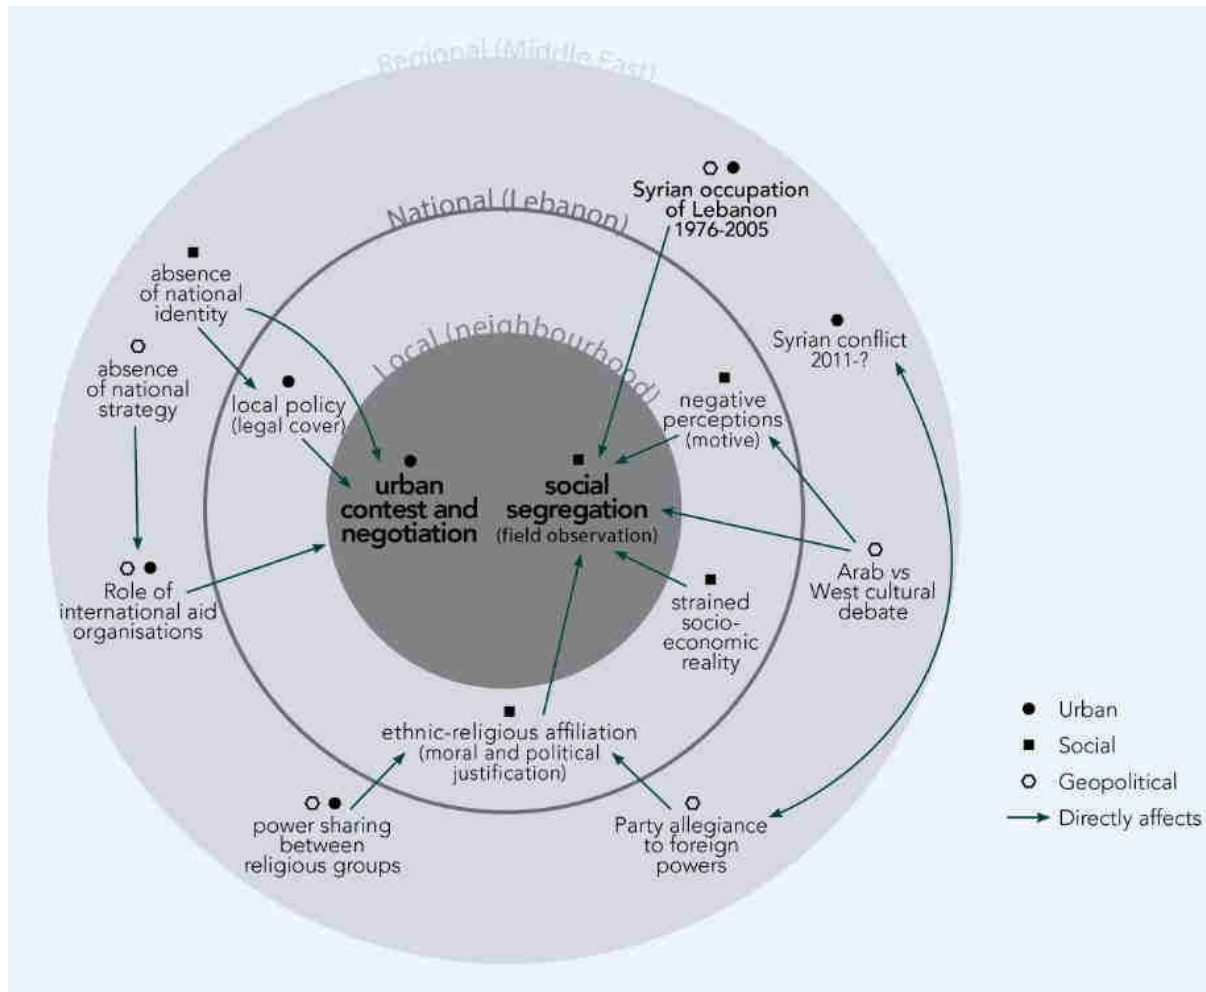 Regional (Middle East)
National (Lebanon)
Local (neighbourhood)
Syrian occupation
of Lebanon
1976-2005
absence
of national
identity
Syrian conflict
2011-?
absence
of national
strategy
local policy
(legal cover)
negative
perceptions
(motive)
urban
contest and
negotiation
social
segregation
(field observation)
Role of
international aid
organisations
Arab vs
West cultural
debate
strained
socio-
economic
reality
ethnic-religious affiliation
(moral and political
justification)
power sharing
between
religious groups
Party allegiance
to foreign
powers
Urban
Social
Geopolitical
Directly affects